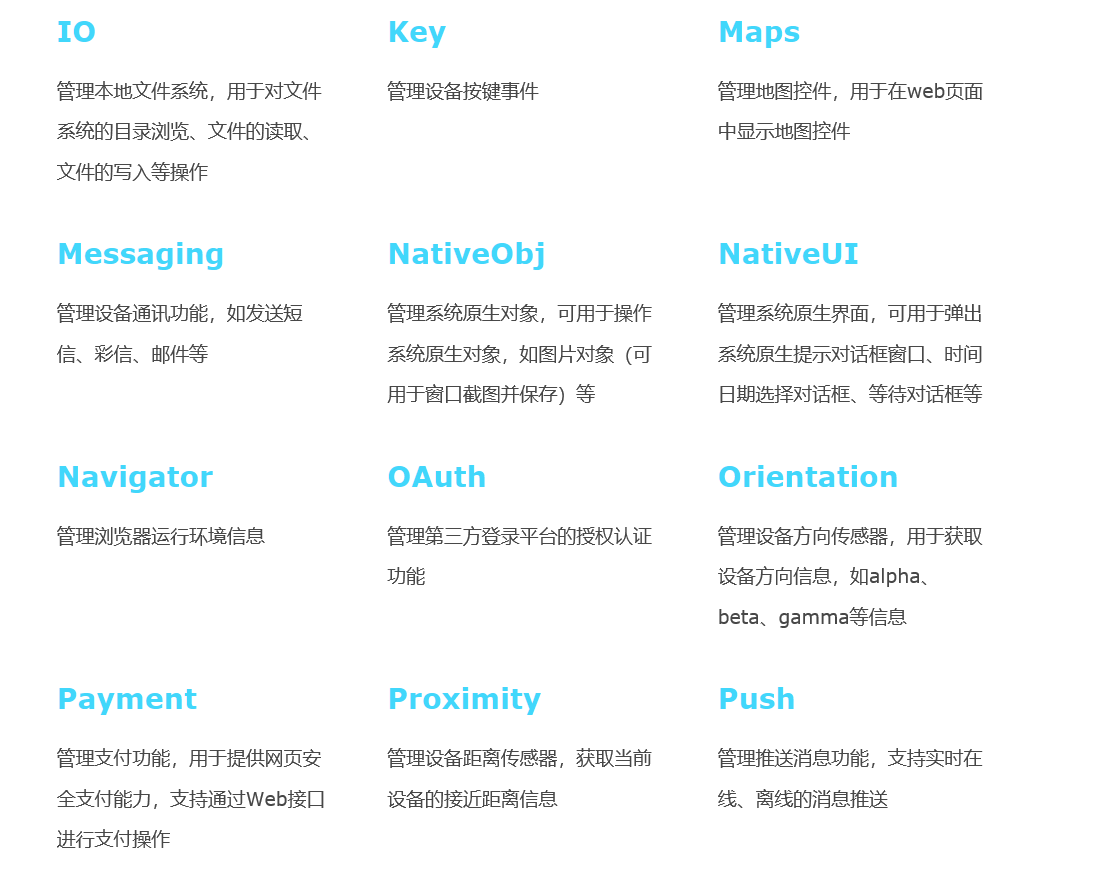 IO
管理本地文件系统，用于对文件
系统的目录浏览、文件的读取、
文件的写入等操作
Key
管理设备按键事件
Maps
管理地图控件，用于在web页面
中显示地图控件
Messaging
管理设备通讯功能，如发送短
信、彩信、邮件等
NativeObj
管理系统原生对象，可用于操作
系统原生对象，如图片对象（可
用于窗口截图并保存）等
NativeUI
管理系统原生界面，可用于弹出
系统原生提示对话框窗口、时间
日期选择对话框、等待对话框等
Navigator
管理浏览器运行环境信息
OAuth
管理第三方登录平台的授权认证
功能
Orientation
管理设备方向传感器，用于获取
设备方向信息，如alpha、
beta、gamma等信息
Payment
管理支付功能，用于提供网页安
全支付能力，支持通过Web接口
进行支付操作
Proximity
管理设备距离传感器，获取当前
设备的接近距离信息
Push
管理推送消息功能，支持实时在
线、离线的消息推送